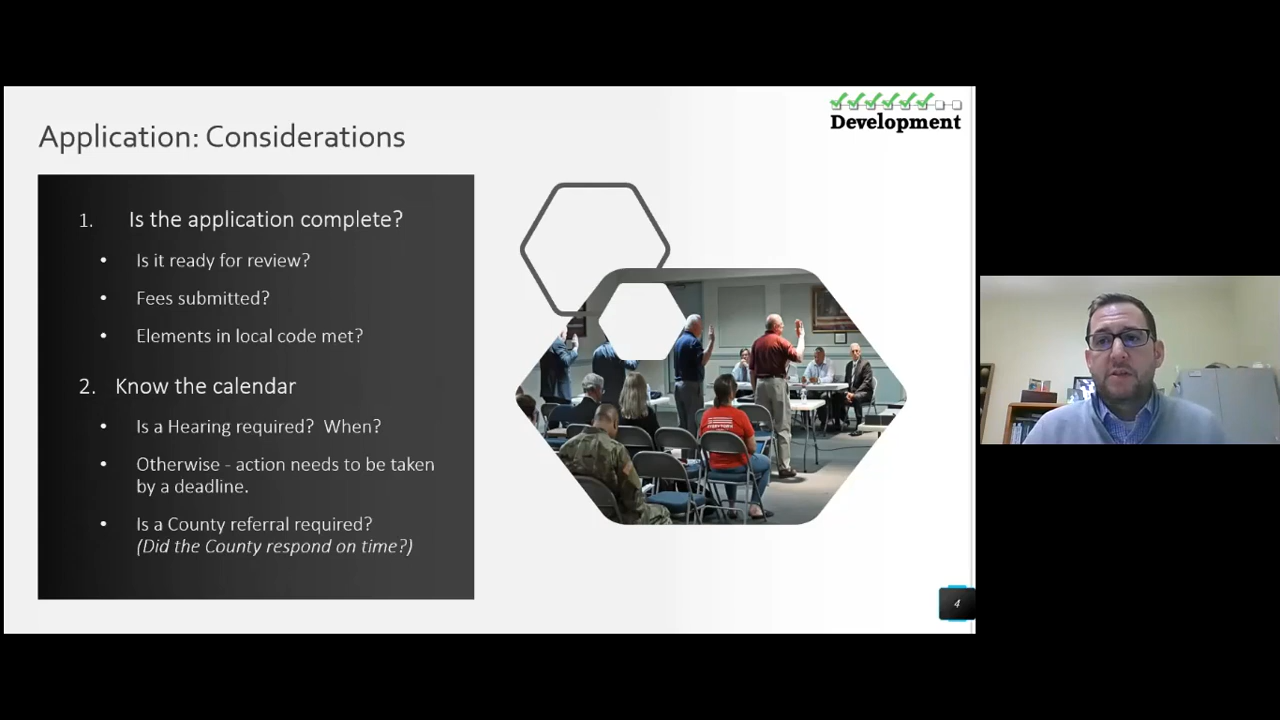 Development
Application: Considerations
1. Is the application complete?
• Is it ready for review?
• Fees submitted?
• Elements in local code met?
2. Know the calendar
• Is a Hearing required? When?
• Otherwise - action needs to be taken
by a deadline.
• Is a County referral required?
(Did the County respond on time?)
4